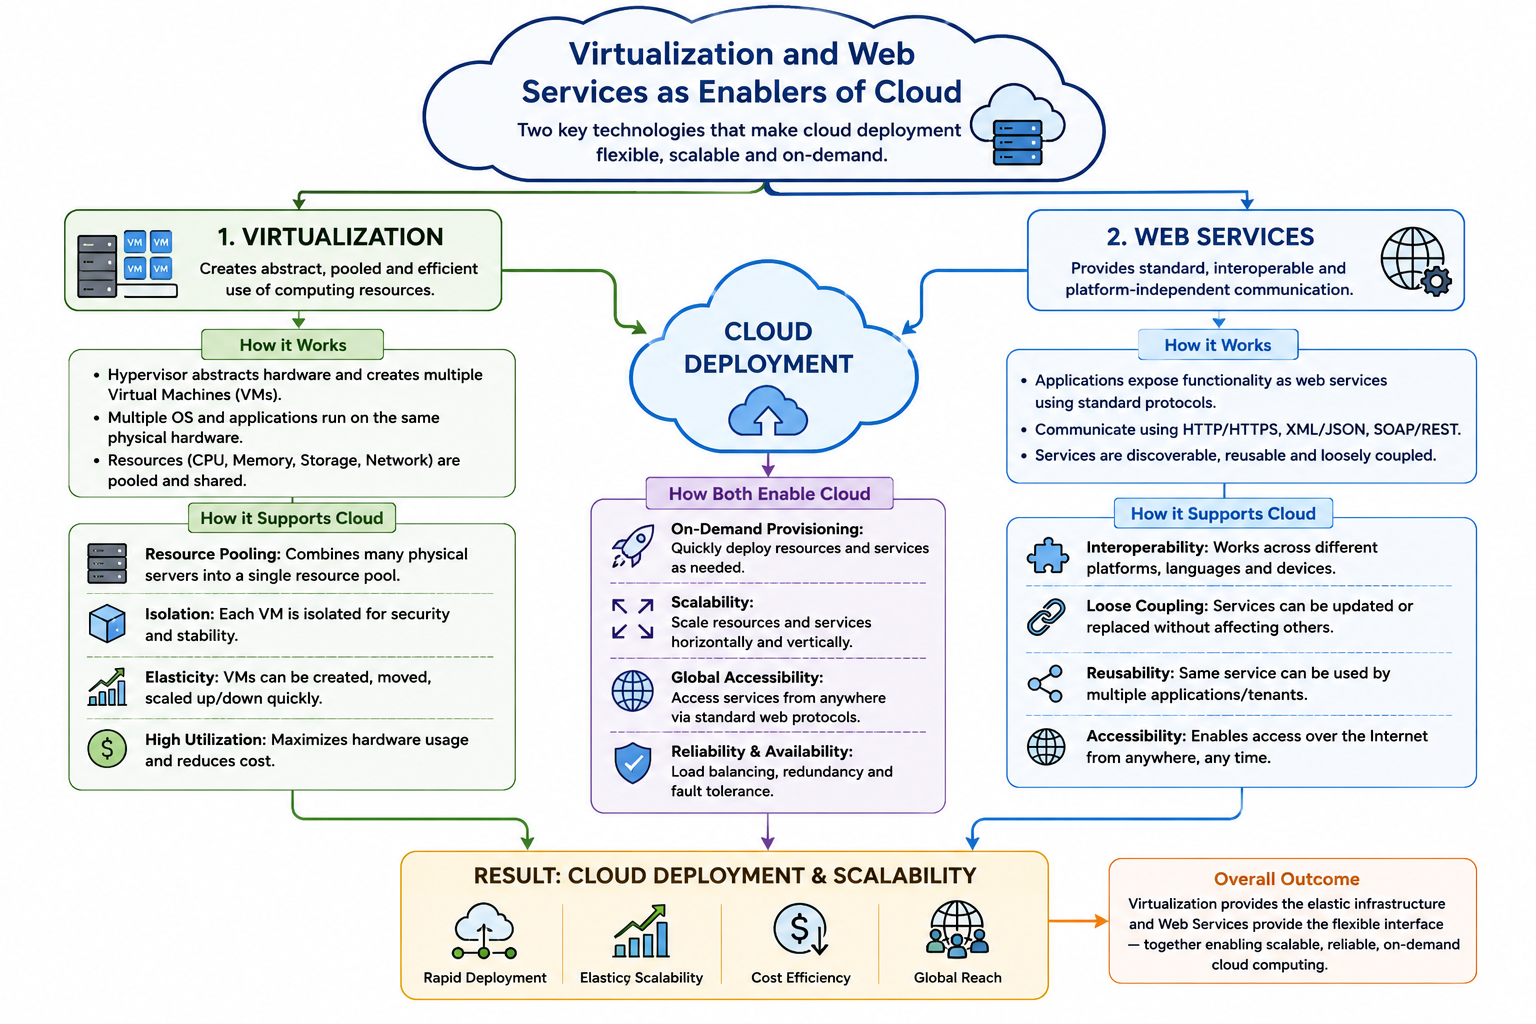 Virtualization and Web
Services as Enablers of Cloud
Two key technologies that make cloud deployment
flexible, scalable and on-demand.
VM VM
VM VM
1. VIRTUALIZATION
Creates abstract, pooled and efficient
use of computing resources.
How it Works
• Hypervisor abstracts hardware and creates multiple
Virtual Machines (VMs).
• Multiple OS and applications run on the same
physical hardware.
• Resources (CPU, Memory, Storage, Network) are
pooled and shared.
How it Supports Cloud
Resource Pooling: Combines many physical
servers into a single resource pool.
Isolation: Each VM is isolated for security
and stability.
Elasticity: VMs can be created, moved,
scaled up/down quickly.
$
High Utilization: Maximizes hardware usage
and reduces cost.
CLOUD
DEPLOYMENT
How Both Enable Cloud
On-Demand Provisioning:
Quickly deploy resources and services
as needed.
Scalability:
Scale resources and services
horizontally and vertically.
Global Accessibility:
Access services from anywhere
via standard web protocols.
Reliability & Availability:
Load balancing, redundancy and
fault tolerance.
2. WEB SERVICES
Provides standard, interoperable and
platform-independent communication.
How it Works
• Applications expose functionality as web services
using standard protocols.
• Communicate using HTTP/HTTPS, XML/JSON, SOAP/REST.
• Services are discoverable, reusable and loosely coupled.
How it Supports Cloud
Interoperability: Works across different
platforms, languages and devices.
Loose Coupling: Services can be updated or
replaced without affecting others.
Reusability: Same service can be used by
multiple applications/tenants.
Accessibility: Enables access over the Internet
from anywhere, any time.
RESULT: CLOUD DEPLOYMENT & SCALABILITY
$
Rapid Deployment
Elasticy Scalability
Cost Efficiency
Global Reach
Overall Outcome
Virtualization provides the elastic infrastructure
and Web Services provide the flexible interface
— together enabling scalable, reliable, on-demand
cloud computing.